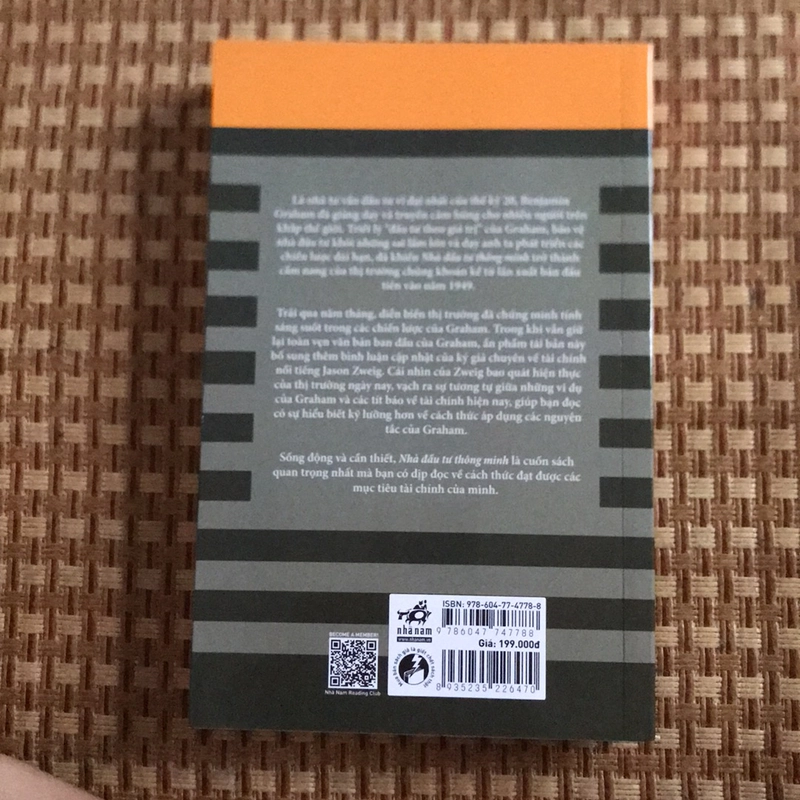 Là nhà tư vấn đầu tư vĩ đại nhất của thế kỷ 20, Benjamin
Graham đã giảng dạy và truyền cảm hứng cho nhiều người trên
khắp thế giới. Triết lý "đầu tư theo giá trị" của Graham, bảo vệ
nhà đầu tư khỏi những sai lầm lớn và dạy anh ta phát triển các
chiến lược dài hạn, đã khiến Nhà đầu tư thông minh trở thành
cẩm nang của thị trường chứng khoán kể từ lần xuất bản đầu
tiên vào năm 1949.
Trải qua năm tháng, diễn biến thị trường đã chứng minh tính
sáng suốt trong các chiến lược của Graham. Trong khi vẫn giữ
lại toàn vẹn văn bản ban đầu của Graham, ấn phẩm tái bản này
bổ sung thêm bình luận cập nhật của ký giả chuyên về tài chính
nổi tiếng Jason Zweig. Cái nhìn của Zweig bao quát hiện thực
của thị trường ngày nay, vạch ra sự tương tự giữa những ví dụ
của Graham và các tít báo về tài chính hiện nay, giúp bạn đọc
có sự hiểu biết kỹ lưỡng hơn về cách thức áp dụng các nguyên
tắc của Graham.
Sống động và cần thiết, Nhà đầu tư thông minh là cuốn sách
quan trọng nhất mà bạn có dịp đọc về cách thức đạt được các
mục tiêu tài chính của mình.
BECOME A MEMBER!
Nha Nam Reading Club
nhã nam
www.nhanam.vn
Mua bán sách giả là giết chết sách thật
ISBN: 978-604-77-4778-8
9 786047 747788
Giá: 199.000đ
8 935235 226470